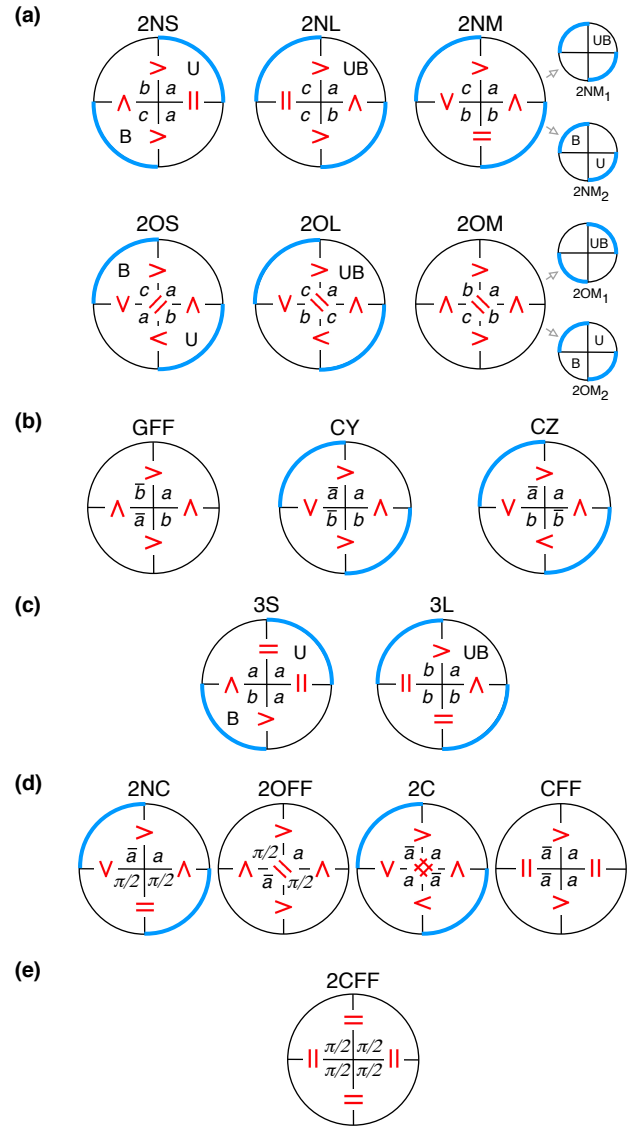 (a)
2NS 2NL 2NM
> U > UB > UB
b a c a c a 2NM₁
∧ || || ∧ ∨ ∧
c a b b b b B
B > > = U
2NM₂
2OS 2OL 2OM
B > > UB > UB
c a c a b a 2OM₁
∨ // ∧ ∨ \\ ∧ ∧ \\ ∧
a b b c c b U
< U < > B
2OM₂
(b)
GFF CY CZ
> > >
b̅ a a̅ a a̅ a
∧ ∧ ∨ ∧ ∨ ∧
a̅ b b̅ b b b̅
> > <
(c)
3S 3L
= U > UB
a a b a
∧ || || ∧
b a b b
B > =
(d)
2NC 2OFF 2C CFF
> > > >
a̅ a π/2 a a̅ a a̅ a
∨ ∧ ∧ \\ ∧ ∨ ∧ || ||
π/2 π/2 a̅ π/2 a a̅ a̅ a
= > < >
(e)
2CFF
=
π/2 π/2
|| ||
π/2 π/2
=